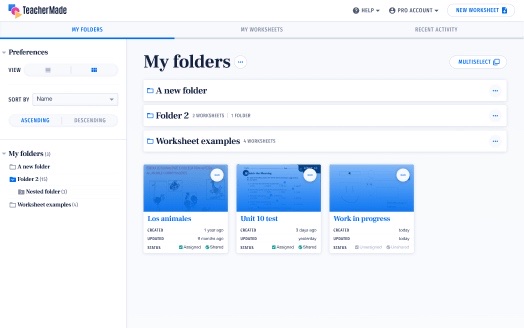 TeacherMade
HELP
PRO ACCOUNT
NEW WORKSHEET
MY FOLDERS
MY WORKSHEETS
RECENT ACTIVITY
Preferences
VIEW
SORT BY
Name
ASCENDING
DESCENDING
My folders (3)
A new folder
Folder 2
Nested folder
Worksheet examples (4)
My folders
MULTISELECT
A new folder
Folder 2 3 WORKSHEETS | 1 FOLDER
Worksheet examples 4 WORKSHEETS
Los animales
CREATED 1 year ago
UPDATED 9 months ago
STATUS Assigned Shared
Unit 10 test
CREATED 3 days ago
UPDATED yesterday
STATUS Assigned Shared
Work in progress
CREATED today
UPDATED today
STATUS Unassigned Unshared